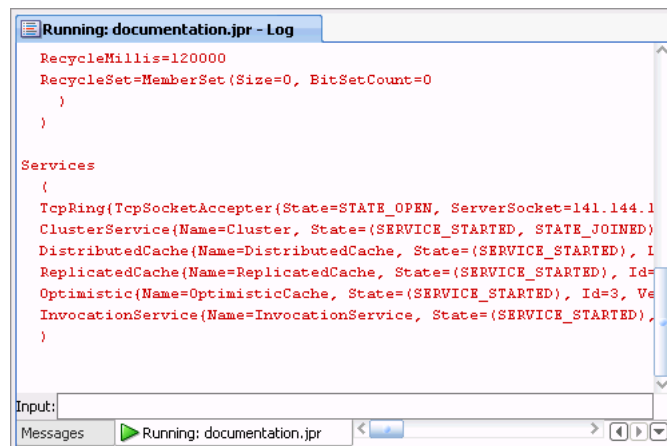 Running: documentation.jpr - Log
RecycleMillis=120000
RecycleSet=MemberSet(Size=0, BitSetCount=0
)
)
Services
(
TcpRing{TcpSocketAccepter{State=STATE_OPEN, ServerSocket=141.144.1
ClusterService{Name=Cluster, State=(SERVICE_STARTED, STATE_JOINED)
DistributedCache{Name=DistributedCache, State=(SERVICE_STARTED),
ReplicatedCache{Name=ReplicatedCache, State=(SERVICE_STARTED), Id=
Optimistic{Name=OptimisticCache, State=(SERVICE_STARTED), Id=3, Ve
InvocationService{Name=InvocationService, State=(SERVICE_STARTED),
)
Input:
Messages
Running: documentation.jpr